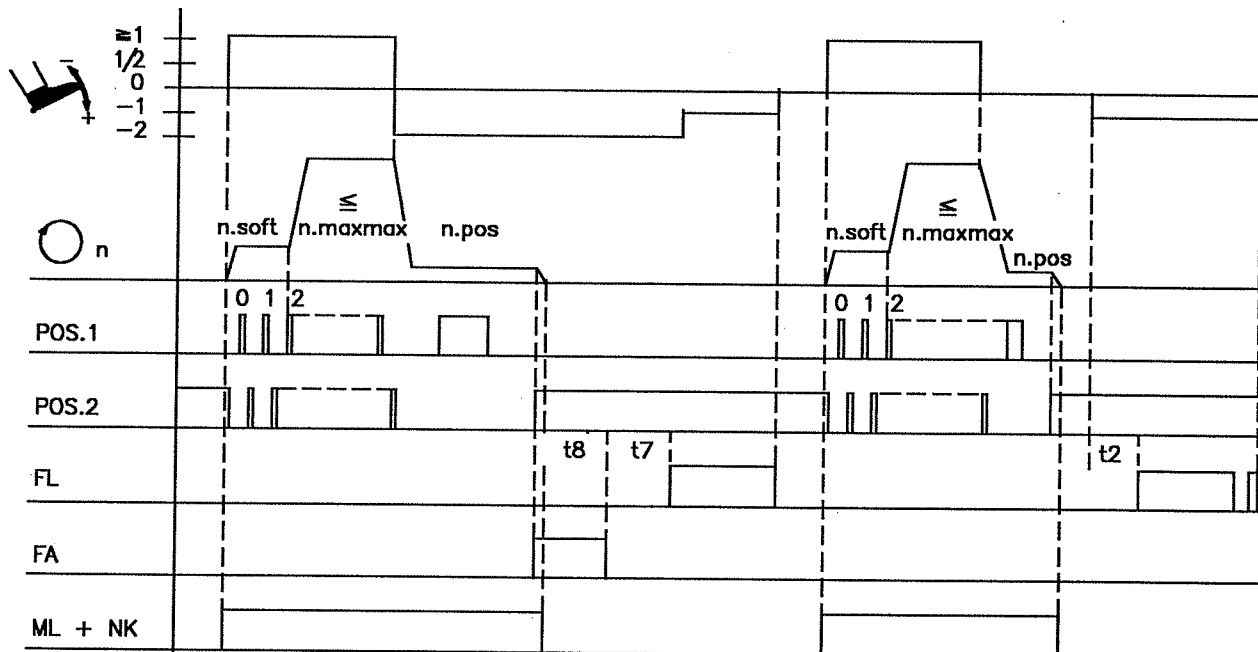 ≧1
1/2
0
-1
-2
−
+
n
n.soft
≦
n.maxmax
n.pos
n.soft
≦
n.maxmax
n.pos
0 1 2
0 1 2
POS.1
POS.2
t8 t7 t2
FL
FA
ML + NK